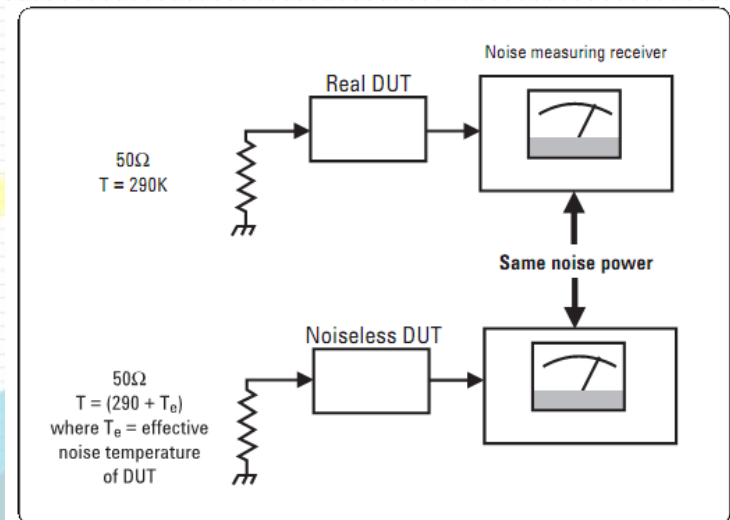 Noise measuring receiver
Real DUT
50Ω
T = 290K
Same noise power
Noiseless DUT
50Ω
T = (290 + Te)
where Te = effective
noise temperature
of DUT